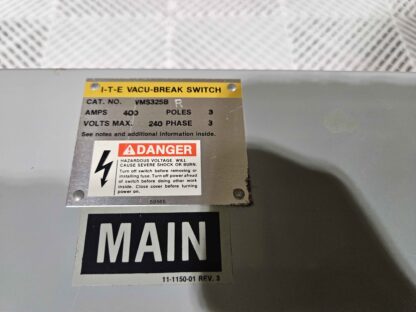 I-T-E VACU-BREAK SWITCH
CAT. NO. VMS325B R
AMPS 400 POLES 3
VOLTS MAX. 240 PHASE 3
See notes and additional information inside.
DANGER
HAZARDOUS VOLTAGE WILL
CAUSE SEVERE SHOCK OR BURN.
Turn off switch before removing or
installing fuse. Turn off power ahead
of switch before doing other work
inside. Close cover before turning
power on.
MAIN
11-1150-01 REV. 3